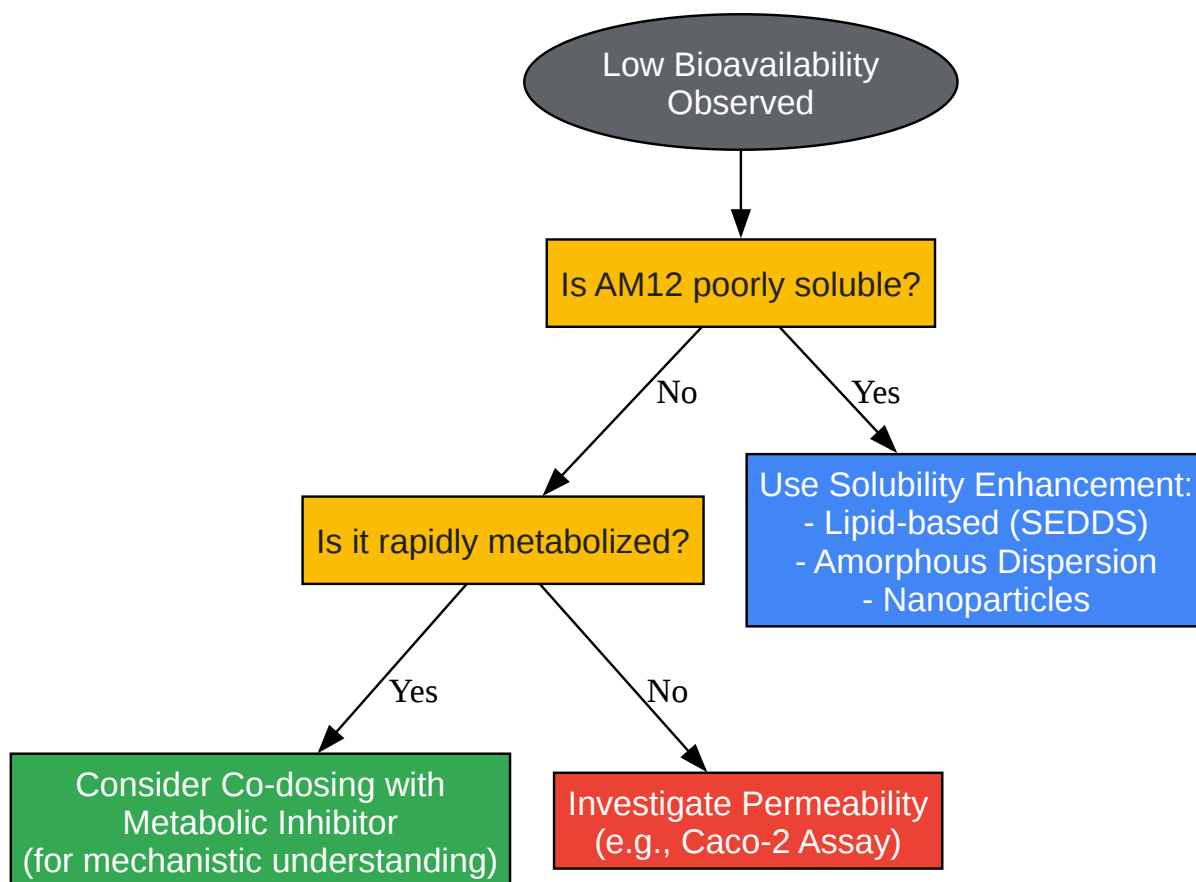 Low Bioavailability
Observed
Is AM12 poorly soluble?
No
Yes
Use Solubility Enhancement:
- Lipid-based (SEDDS)
- Amorphous Dispersion
- Nanoparticles
Is it rapidly metabolized?
Yes
No
Consider Co-dosing with
Metabolic Inhibitor
(for mechanistic understanding)
Investigate Permeability
(e.g., Caco-2 Assay)